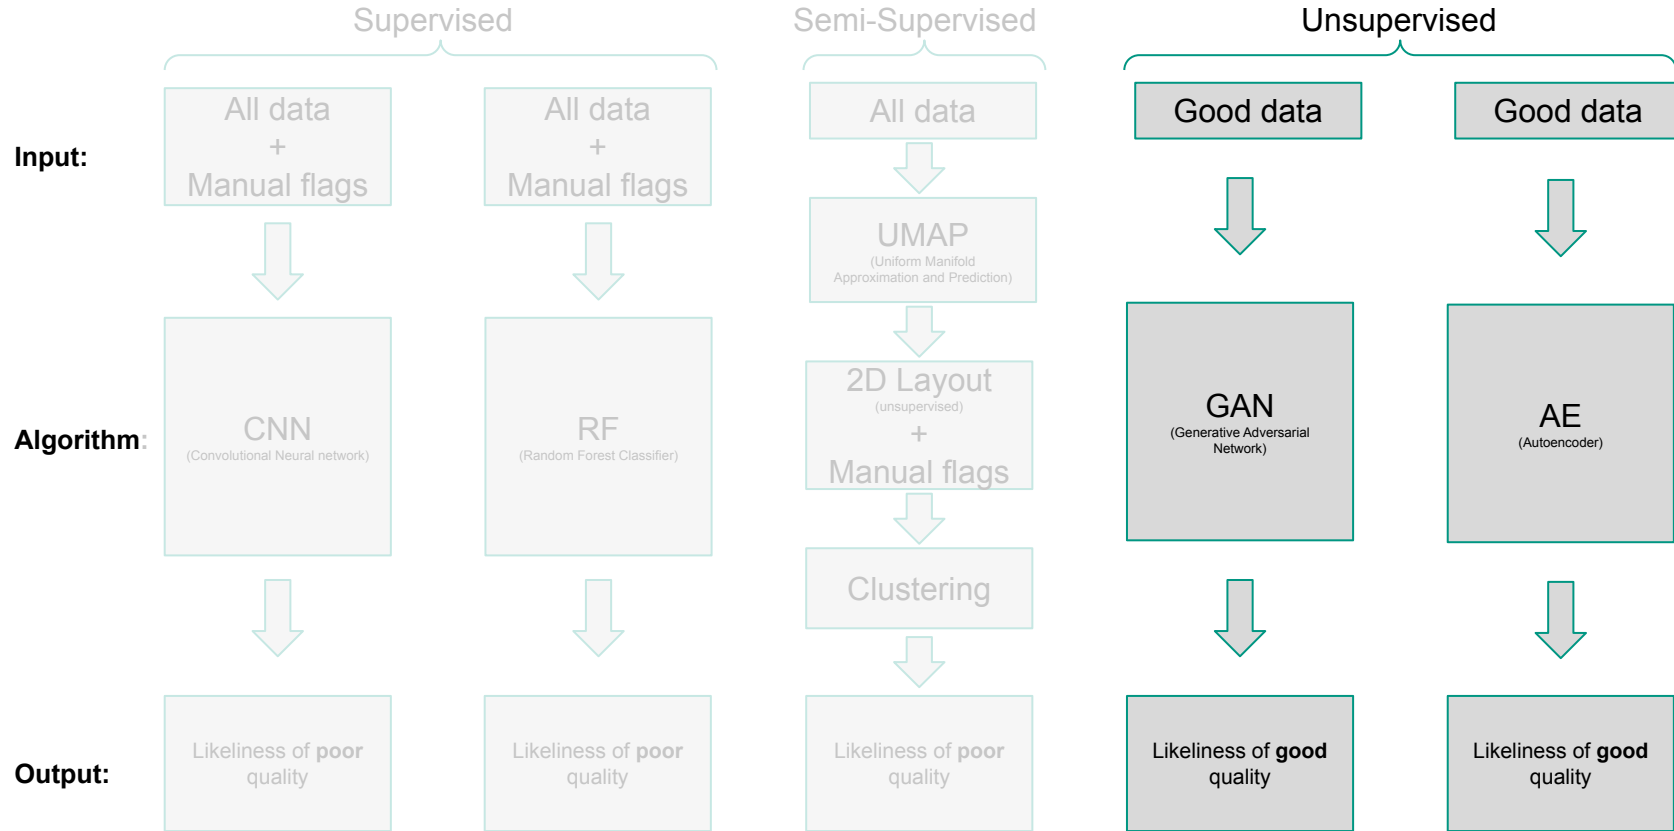 Supervised
Semi-Supervised
Unsupervised
Input:
All data
+
Manual flags
All data
+
Manual flags
All data
Good data
Good data
UMAP
(Uniform Manifold
Approximation and Prediction)
Algorithm:
CNN
(Convolutional Neural network)
RF
(Random Forest Classifier)
2D Layout
(unsupervised)
+
Manual flags
GAN
(Generative Adversarial
Network)
AE
(Autoencoder)
Clustering
Output:
Likeliness of poor
quality
Likeliness of poor
quality
Likeliness of poor
quality
Likeliness of good
quality
Likeliness of good
quality